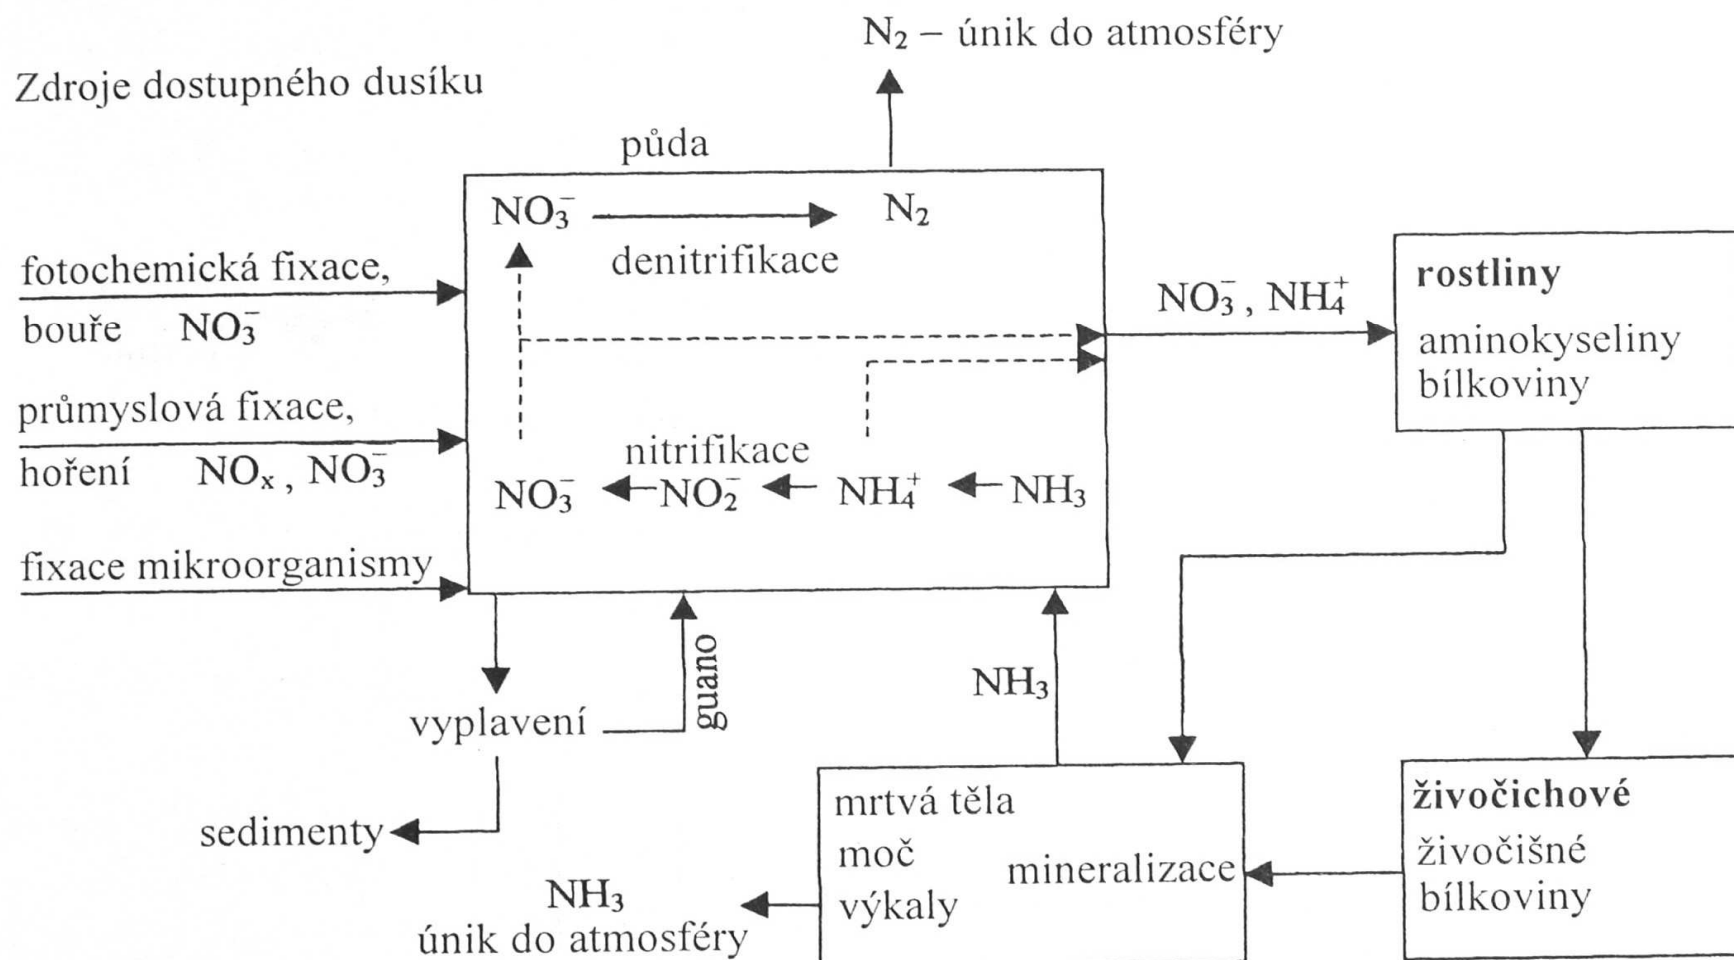 N₂ – únik do atmosféry
Zdroje dostupného dusíku
půda
NO₃⁻ N₂
denitrifikace
fotochemická fixace,
bouře NO₃⁻
průmyslová fixace,
hoření NOₓ, NO₃⁻
fixace mikroorganismy
nitrifikace
NO₃⁻ NO₂⁻ NH₄⁺ NH₃
NO₃⁻, NH₄⁺
rostliny
aminokyseliny
bílkoviny
vyplavení
guano
sedimenty
NH₃
mrtvá těla
moč
výkaly
mineralizace
živočichové
živočišné
bílkoviny
NH₃
únik do atmosféry